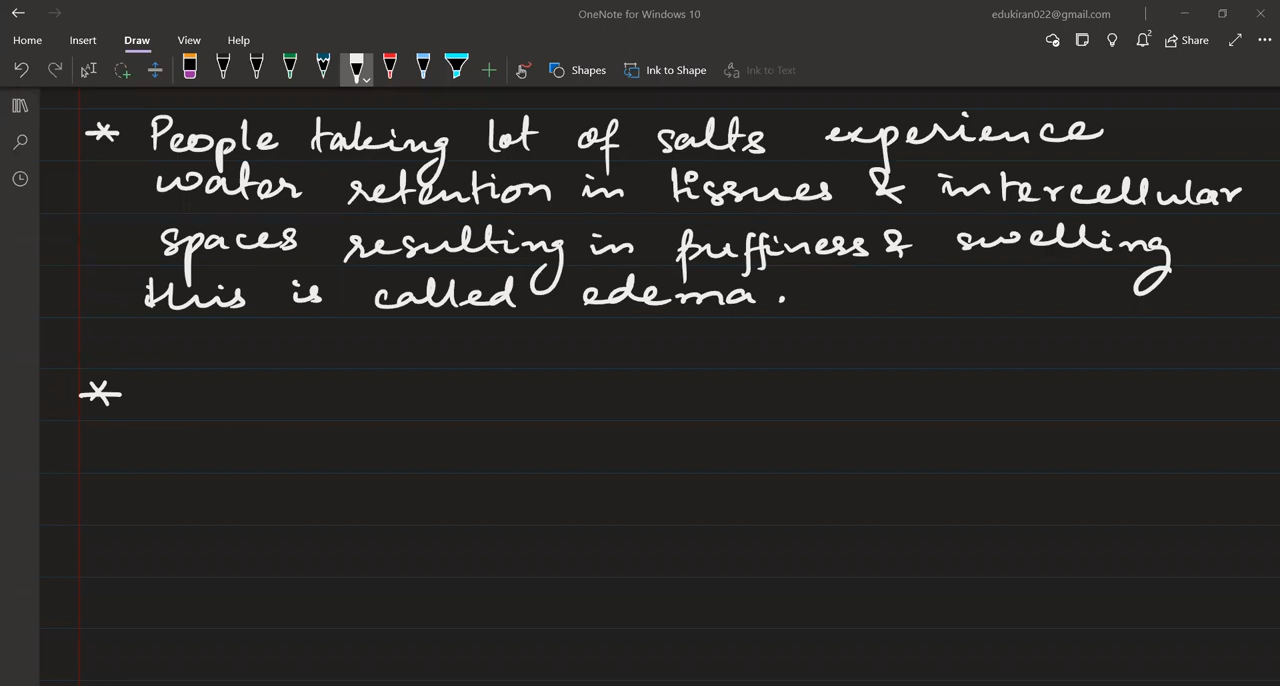 OneNote for Windows 10
edukiran022@gmail.com
Home Insert Draw View Help
Share
Shapes Ink to Shape Ink to Text
* People taking lot of salts experience
water retention in tissues & intercellular
spaces resulting in puffiness & swelling
this is called edema.
*